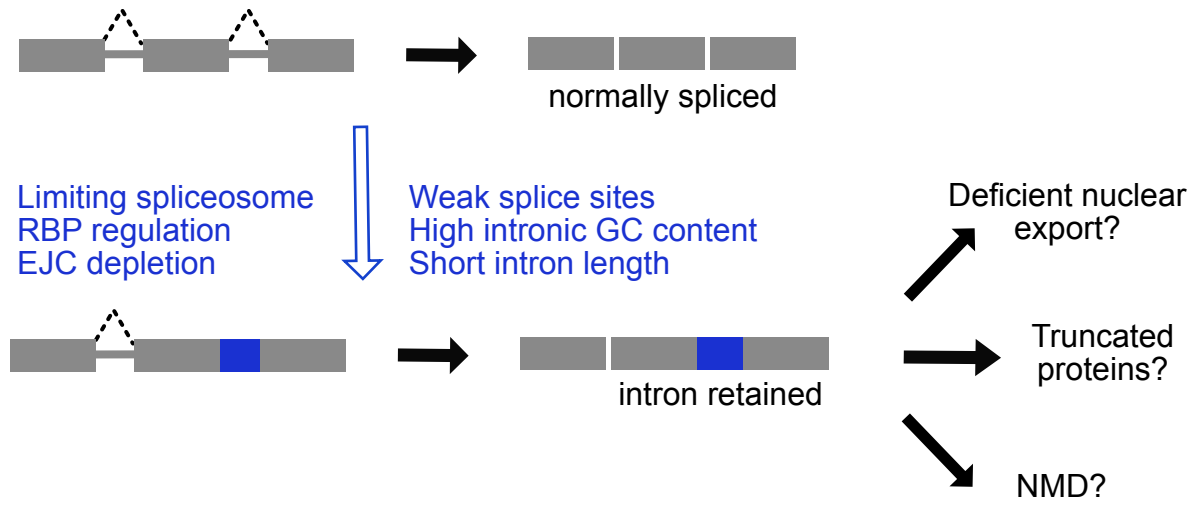 normally spliced
Limiting spliceosome
RBP regulation
EJC depletion
Weak splice sites
High intronic GC content
Short intron length
Deficient nuclear
export?
Truncated
proteins?
intron retained
NMD?